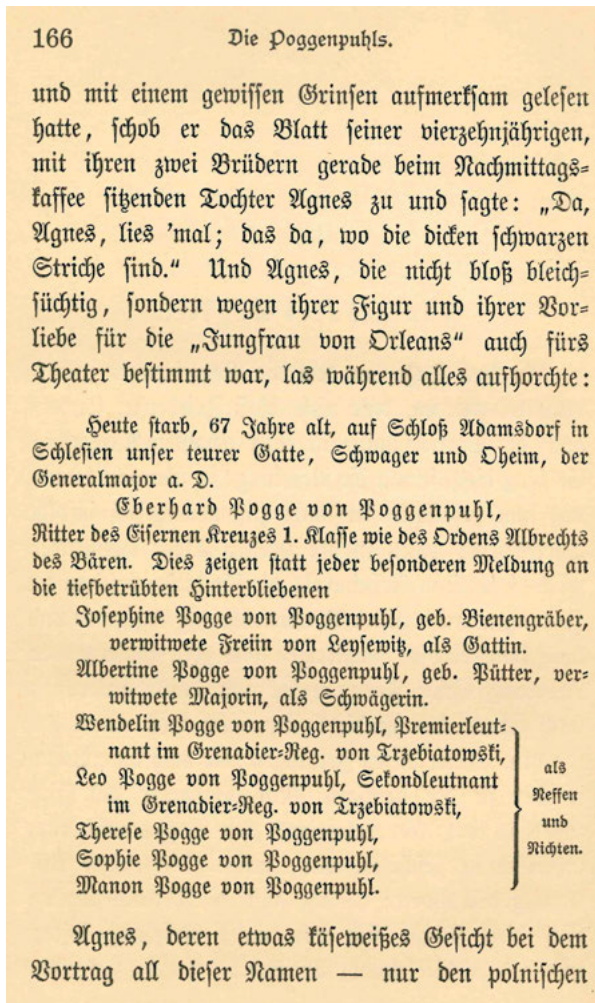 166 Die Poggenpuhls.
und mit einem gewissen Grinsen aufmerksam gelesen
hatte, schob er das Blatt seiner vierzehnjährigen,
mit ihren zwei Brüdern gerade beim Nachmittags-
kaffee sitzenden Tochter Agnes zu und sagte: „Da,
Agnes, lies 'mal; das da, wo die dicken schwarzen
Striche sind.“ Und Agnes, die nicht bloß bleich-
süchtig, sondern wegen ihrer Figur und ihrer Vor-
liebe für die „Jungfrau von Orleans“ auch fürs
Theater bestimmt war, las während alles aufhorchte:
Heute starb, 67 Jahre alt, auf Schloß Adamsdorf in
Schlesien unser teurer Gatte, Schwager und Oheim, der
Generalmajor a. D.
Eberhard Pogge von Poggenpuhl,
Ritter des Eisernen Kreuzes 1. Klasse wie des Ordens Albrechts
des Bären. Dies zeigen statt jeder besonderen Meldung an
die tiefbetrübten Hinterbliebenen
Josephine Pogge von Poggenpuhl, geb. Bienengräber,
verwitwete Freiin von Leysewitz, als Gattin.
Albertine Pogge von Poggenpuhl, geb. Pütter, ver-
witwete Majorin, als Schwägerin.
Wendelin Pogge von Poggenpuhl, Premierleut-
nant im Grenadier-Reg. von Trzebiatowski,
Leo Pogge von Poggenpuhl, Sekondleutnant
im Grenadier-Reg. von Trzebiatowski,
Therese Pogge von Poggenpuhl,
Sophie Pogge von Poggenpuhl,
Manon Pogge von Poggenpuhl.
als
Neffen
und
Nichten.
Agnes, deren etwas käseweißes Gesicht bei dem
Vortrag all dieser Namen — nur den polnischen